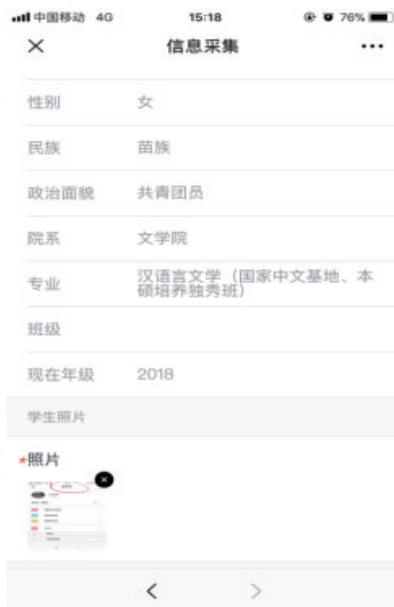 中国移动 4G 15:18 76%
信息采集
性别 女
民族 苗族
政治面貌 共青团员
院系 文学院
专业 汉语言文学（国家中文基地、本
硕培养独秀班）
班级
现在年级 2018
学生照片
*照片